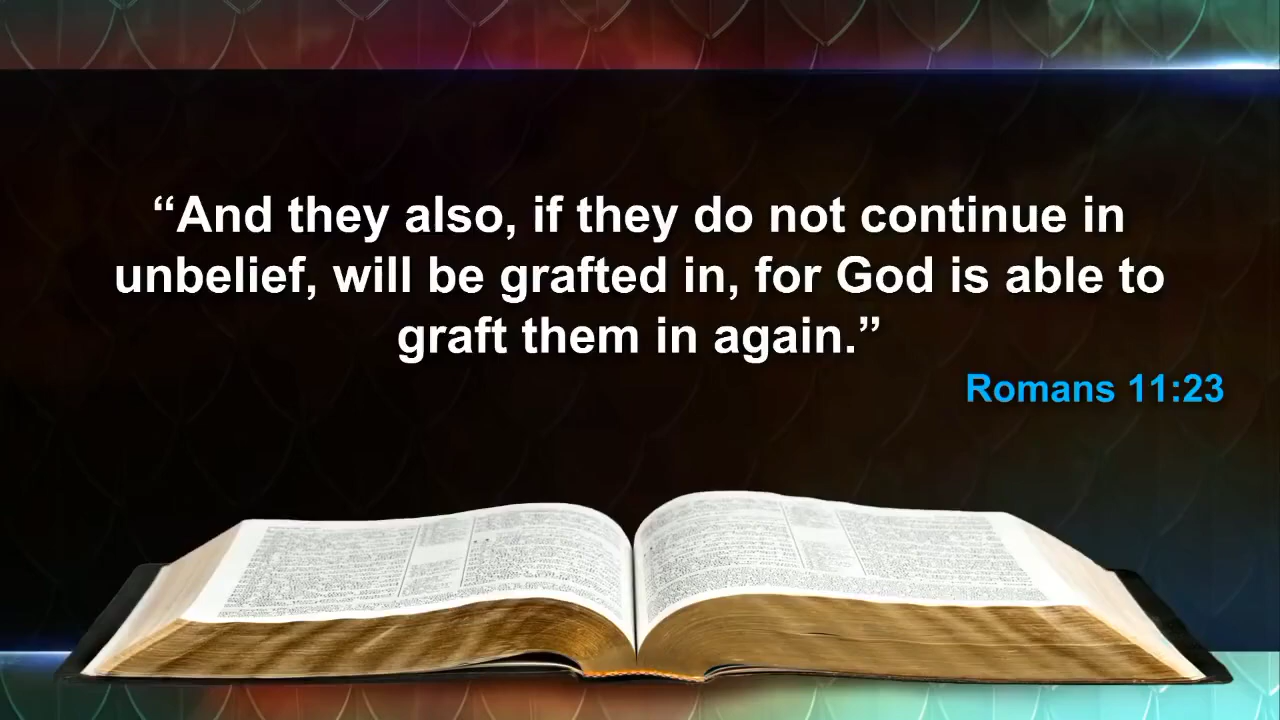 “And they also, if they do not continue in
unbelief, will be grafted in, for God is able to
graft them in again.”
Romans 11:23